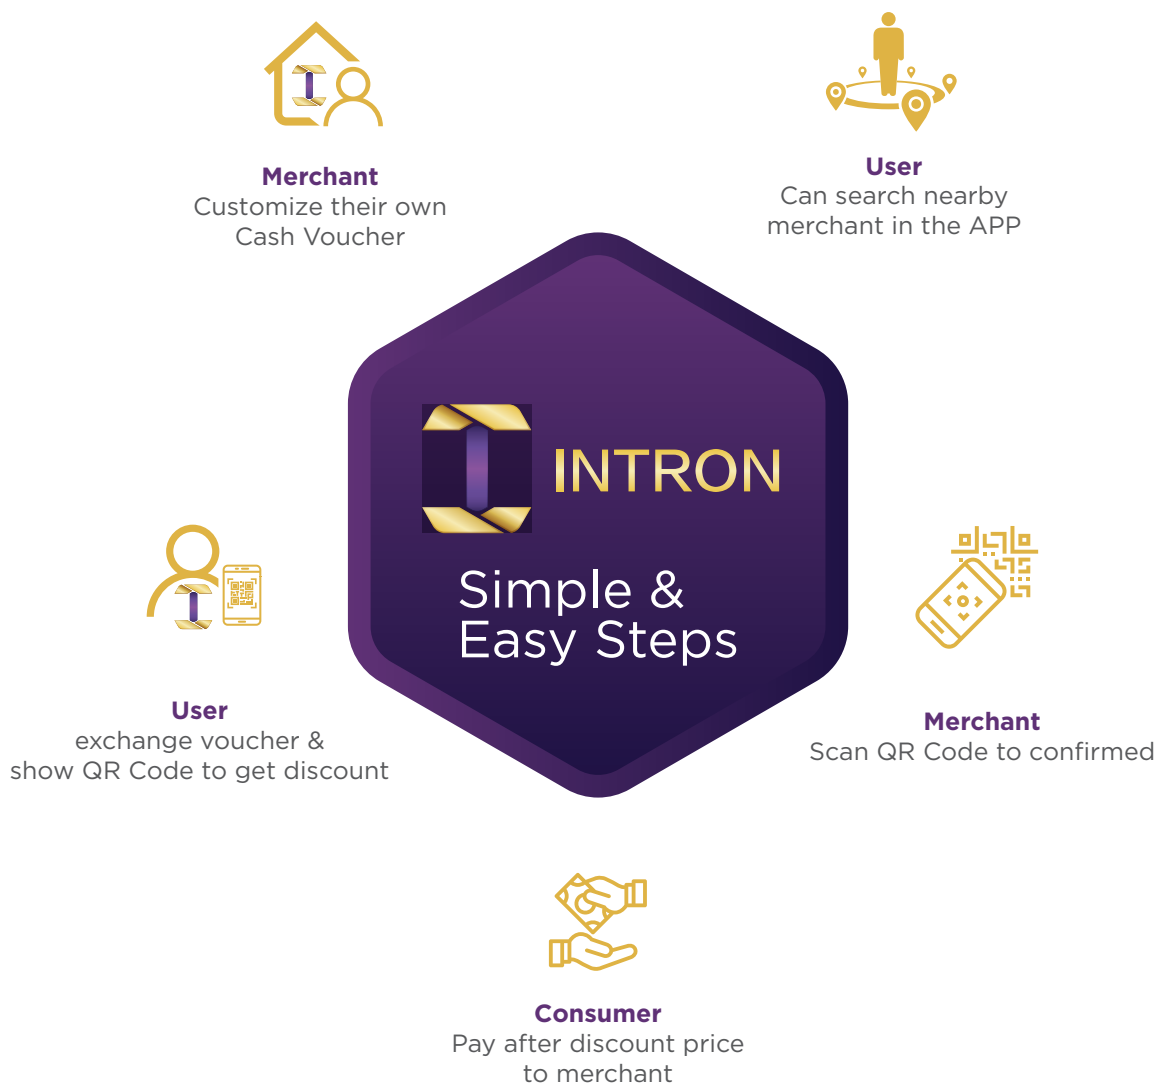 Merchant
Customize their own
Cash Voucher
User
Can search nearby
merchant in the APP
INTRON
Simple &
Easy Steps
User
exchange voucher &
show QR Code to get discount
Merchant
Scan QR Code to confirmed
Consumer
Pay after discount price
to merchant